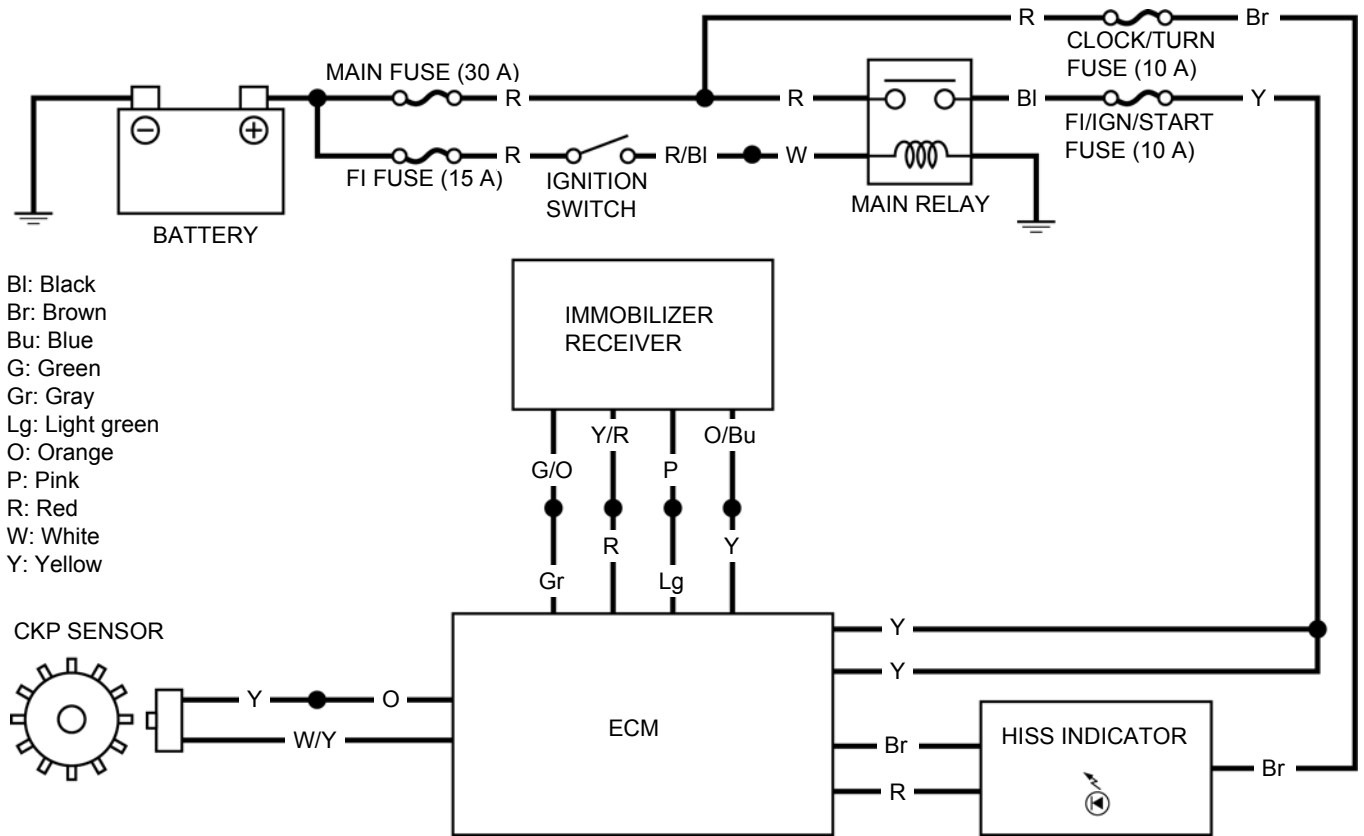 R
Br
CLOCK/TURN
FUSE (10 A)
MAIN FUSE (30 A)
R
R
Bl
Y
FI/IGN/START
FUSE (10 A)
−
+
R
R/Bl
W
FI FUSE (15 A)
IGNITION
SWITCH
MAIN RELAY
BATTERY
Bl: Black
Br: Brown
Bu: Blue
G: Green
Gr: Gray
Lg: Light green
O: Orange
P: Pink
R: Red
W: White
Y: Yellow
IMMOBILIZER
RECEIVER
Y/R
O/Bu
G/O
P
R
Y
Gr
Lg
CKP SENSOR
Y
O
W/Y
ECM
Y
Y
Br
R
HISS INDICATOR
Br